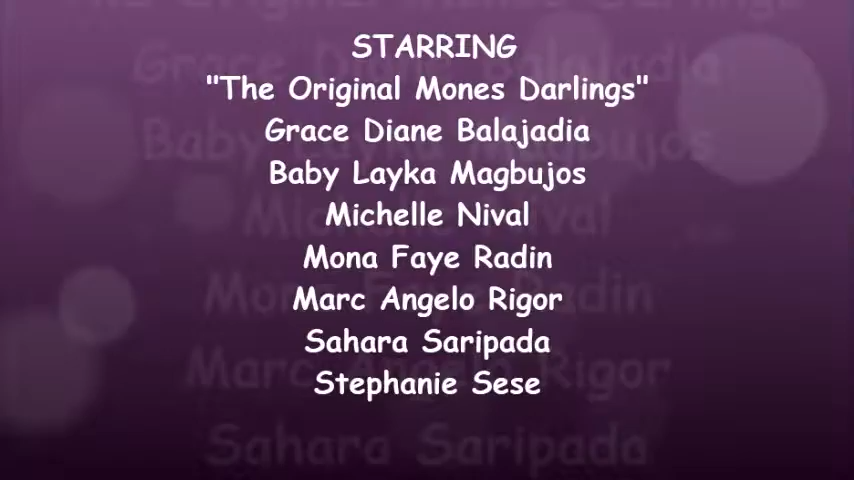 STARRING
"The Original Mones Darlings"
Grace Diane Balajadia
Baby Layka Magbujos
Michelle Nival
Mona Faye Radin
Marc Angelo Rigor
Sahara Saripada
Stephanie Sese